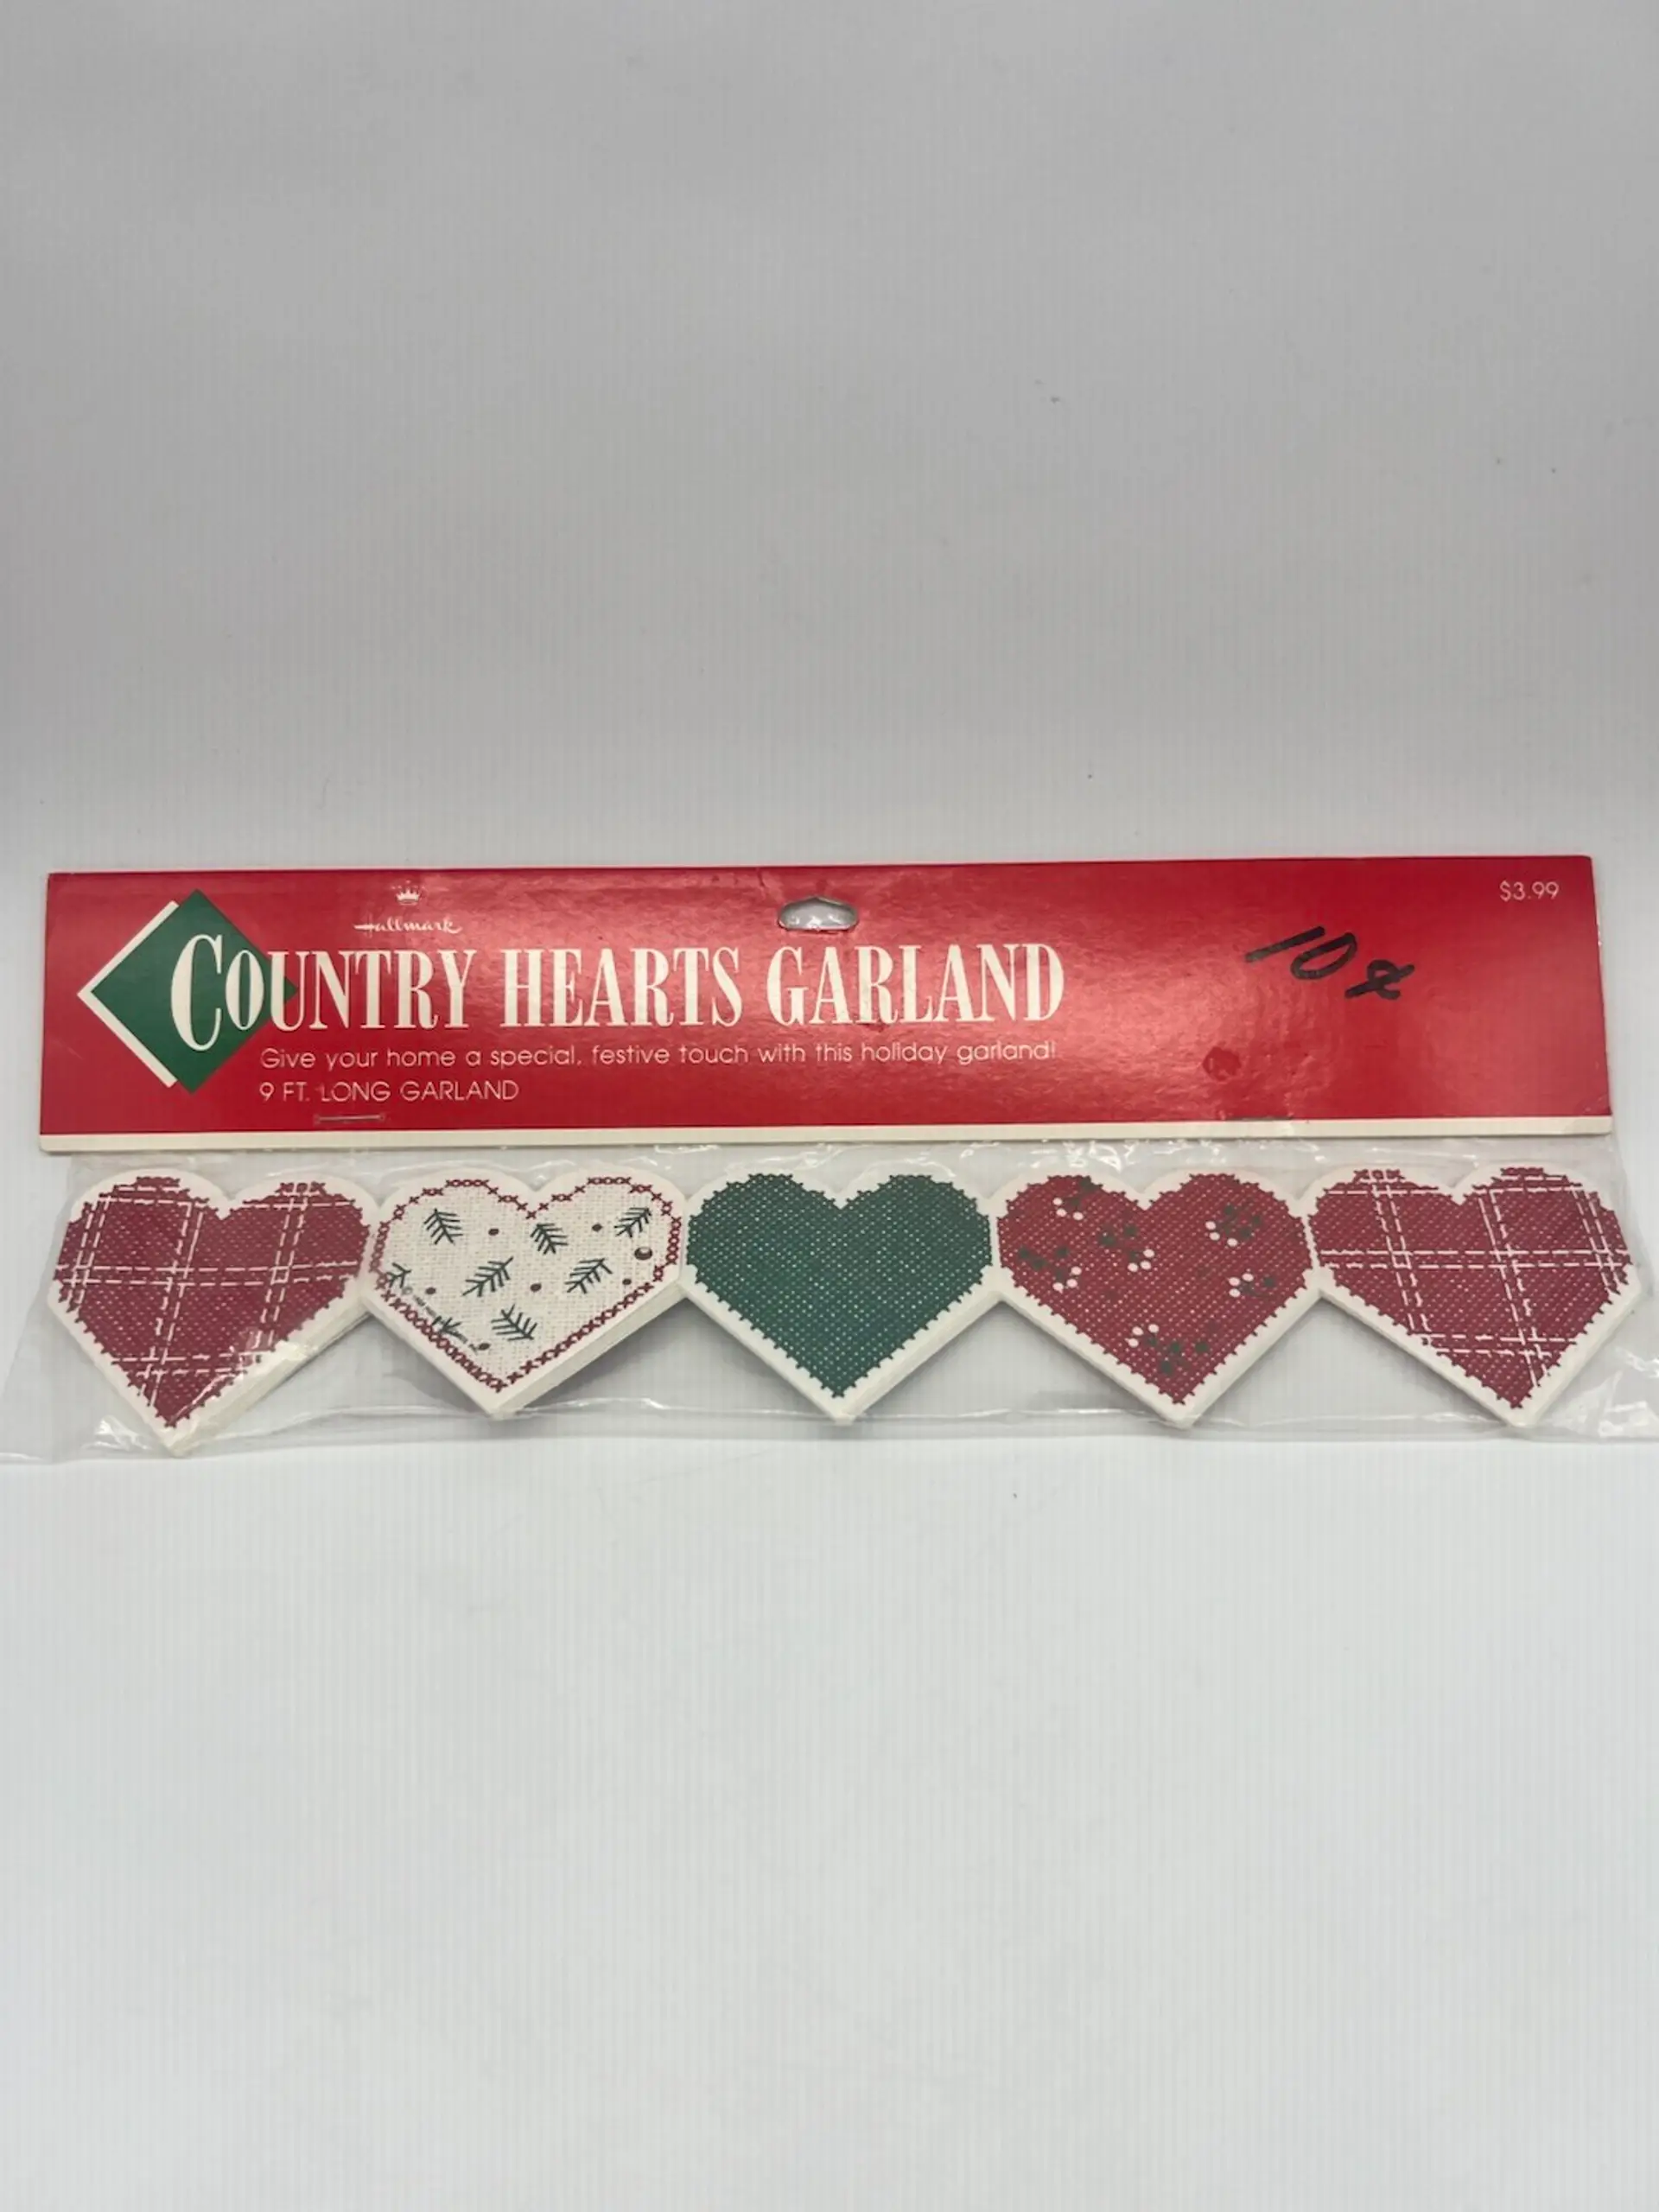 Hallmark
$3.99
COUNTRY HEARTS GARLAND
10x
Give your home a special, festive touch with this holiday garland!
9 FT. LONG GARLAND